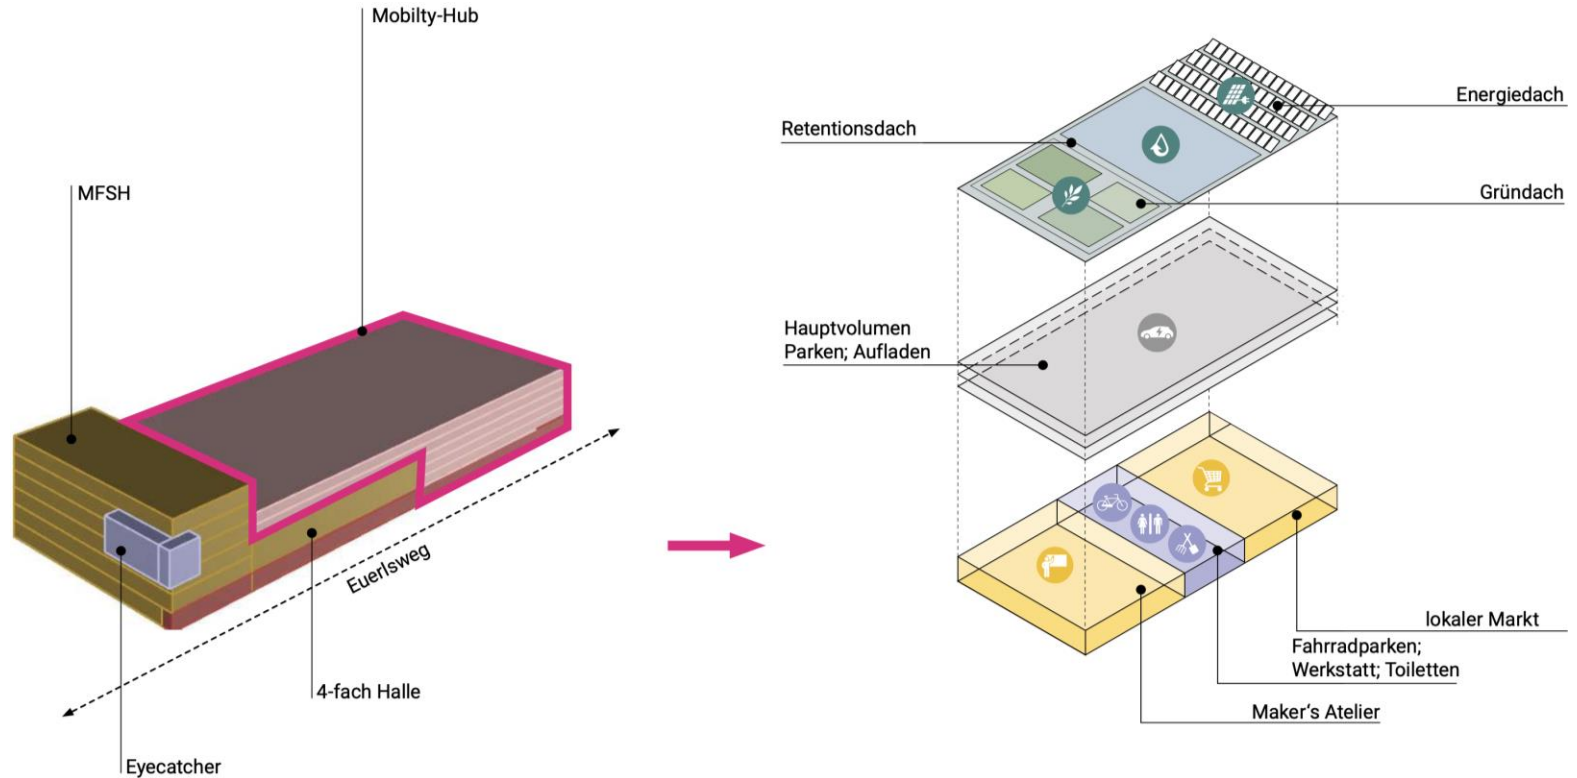 Mobilty-Hub
MFSH
Euerlsweg
4-fach Halle
Eyecatcher
Energiedach
Retentionsdach
Gründach
Hauptvolumen
Parken; Aufladen
lokaler Markt
Fahrradparken;
Werkstatt; Toiletten
Maker‘s Atelier